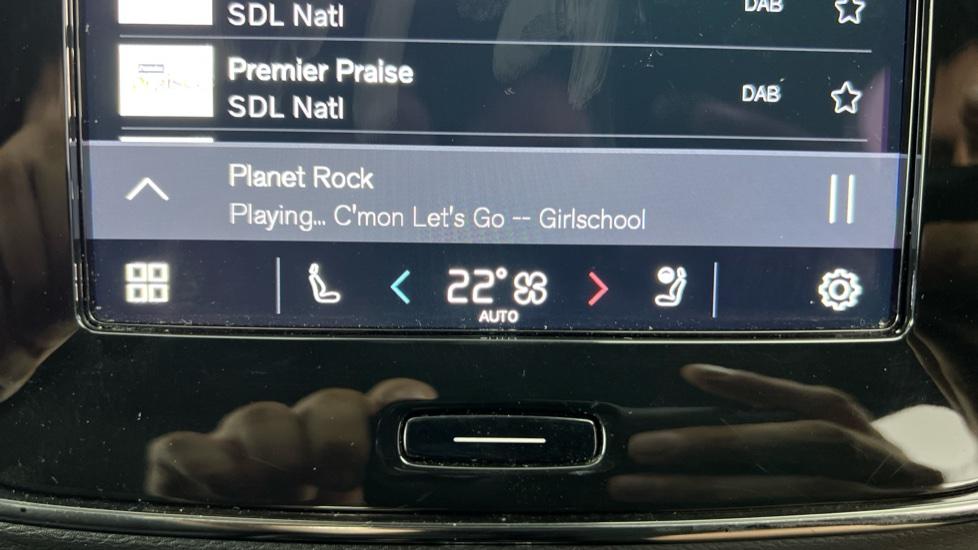 SDL Natl
DAB
Premier Praise
SDL Natl
DAB
Planet Rock
Playing... C'mon Let's Go -- Girlschool
22°
AUTO